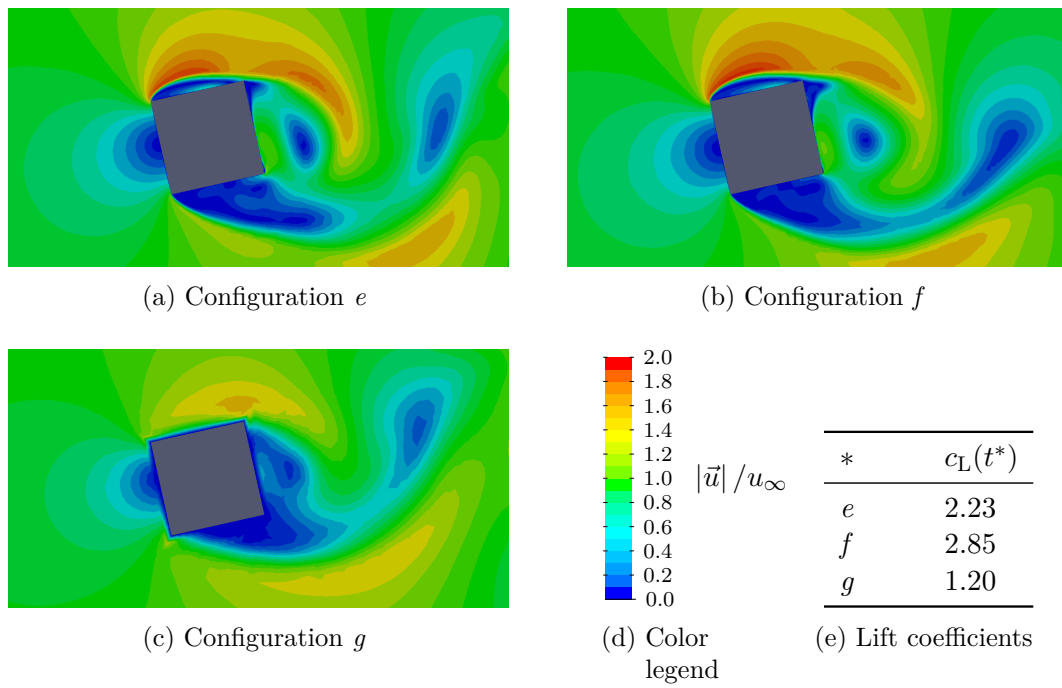 (a) Configuration e
(b) Configuration f
2.0
1.8
1.6
1.4
1.2
1.0
0.8
0.6
0.4
0.2
0.0
|u⃗| /u∞
* cL(t*)
e 2.23
f 2.85
g 1.20
(c) Configuration g
(d) Color
legend
(e) Lift coefficients